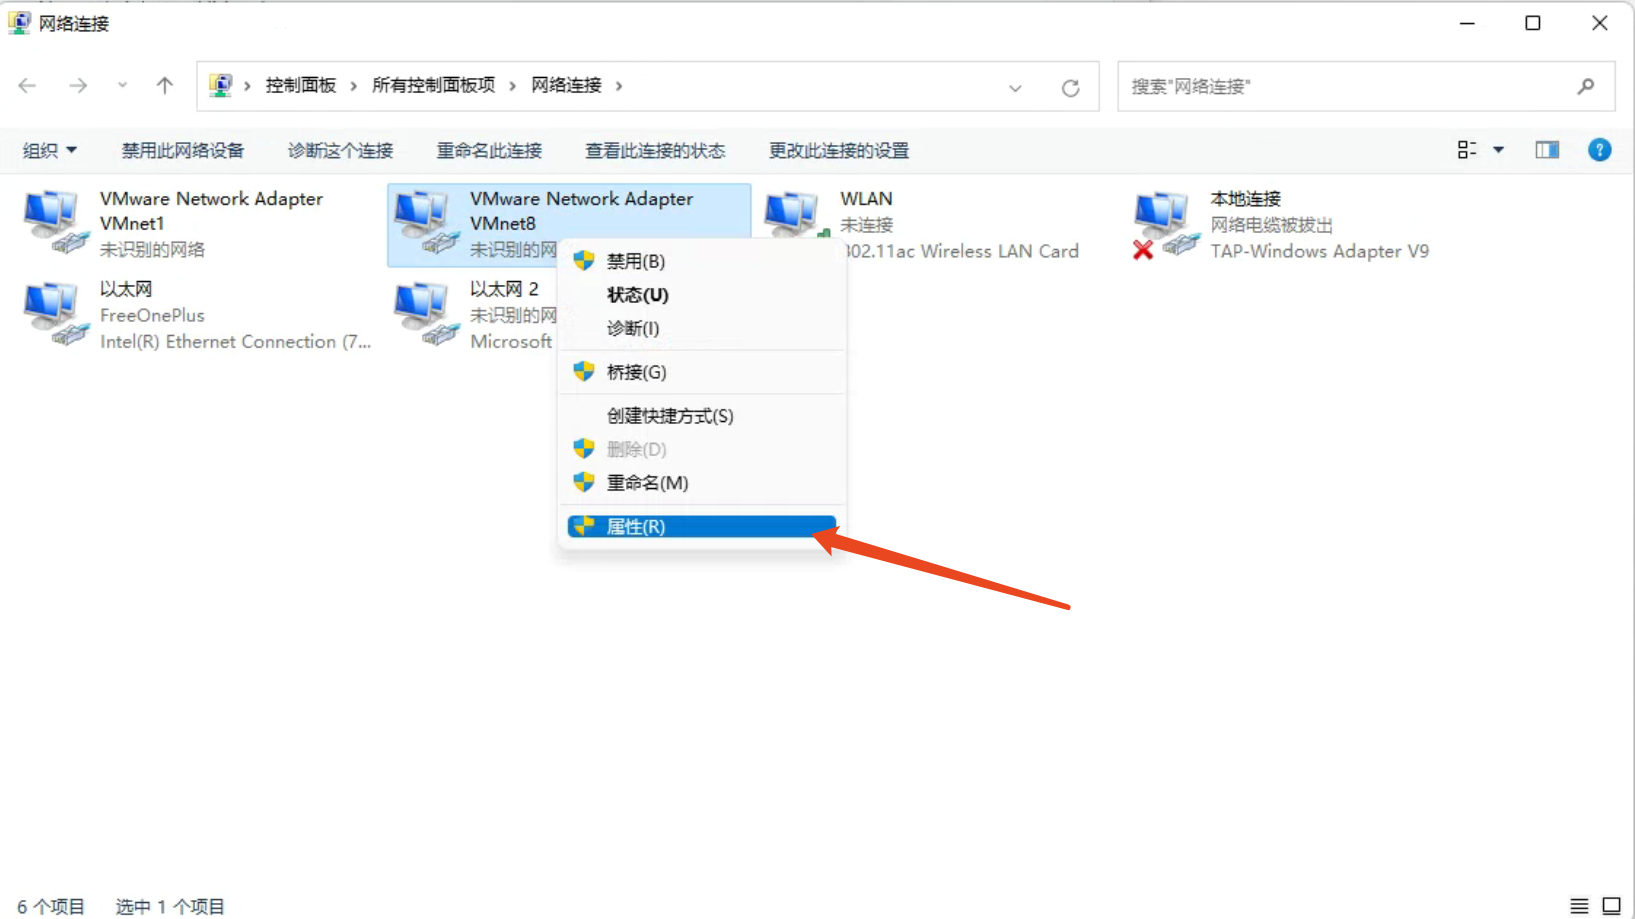 网络连接
控制面板 所有控制面板项 网络连接
搜索"网络连接"
组织 禁用此网络设备 诊断这个连接 重命名此连接 查看此连接的状态 更改此连接的设置
VMware Network Adapter
VMnet1
未识别的网络
VMware Network Adapter
VMnet8
未识别的网
WLAN
未连接
802.11ac Wireless LAN Card
本地连接
网络电缆被拔出
TAP-Windows Adapter V9
以太网
FreeOnePlus
Intel(R) Ethernet Connection (7...
以太网 2
未识别的网
Microsoft
禁用(B)
状态(U)
诊断(I)
桥接(G)
创建快捷方式(S)
删除(D)
重命名(M)
属性(R)
6 个项目 选中 1 个项目